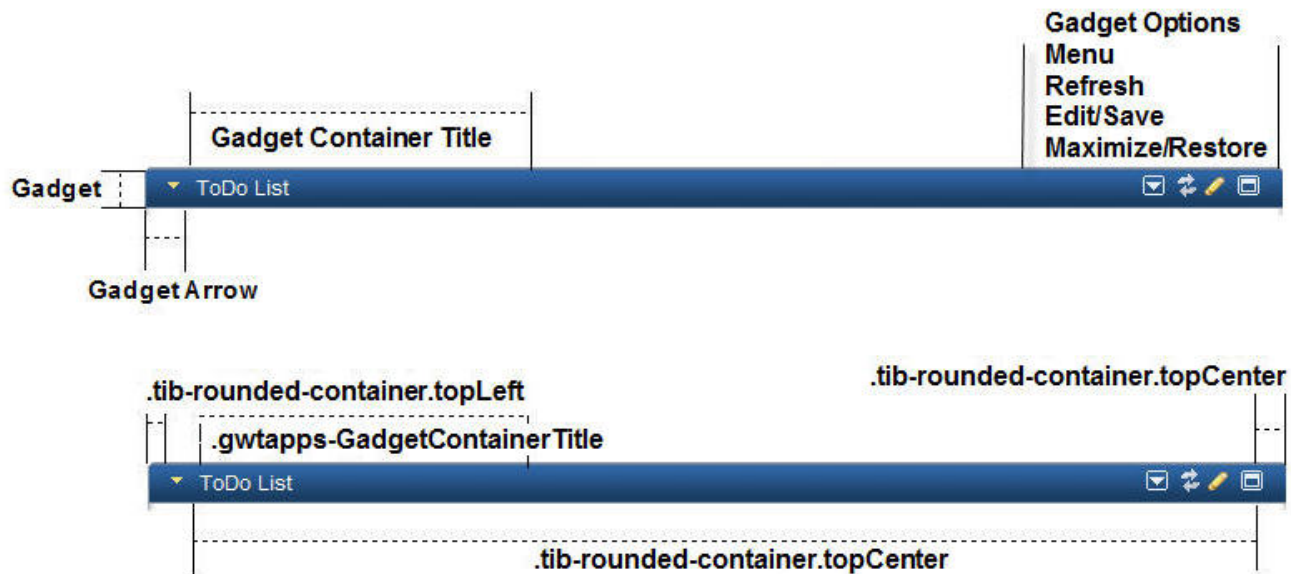 Gadget Options
Menu
Refresh
Edit/Save
Maximize/Restore
Gadget Container Title
Gadget
ToDo List
Gadget Arrow
.tib-rounded-container.topLeft
.tib-rounded-container.topCenter
.gwtapps-GadgetContainerTitle
ToDo List
.tib-rounded-container.topCenter